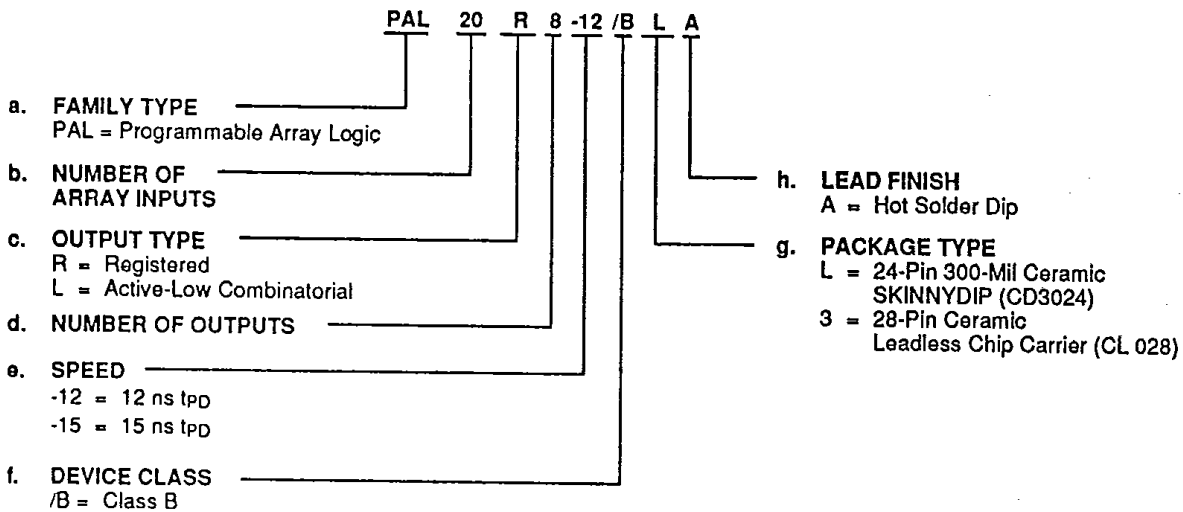 PAL 20 R 8 -12 /B L A
a. FAMILY TYPE
PAL = Programmable Array Logic
b. NUMBER OF
ARRAY INPUTS
c. OUTPUT TYPE
R = Registered
L = Active-Low Combinatorial
d. NUMBER OF OUTPUTS
e. SPEED
-12 = 12 ns tPD
-15 = 15 ns tPD
f. DEVICE CLASS
/B = Class B
h. LEAD FINISH
A = Hot Solder Dip
g. PACKAGE TYPE
L = 24-Pin 300-Mil Ceramic
SKINNYDIP (CD3024)
3 = 28-Pin Ceramic
Leadless Chip Carrier (CL 028)